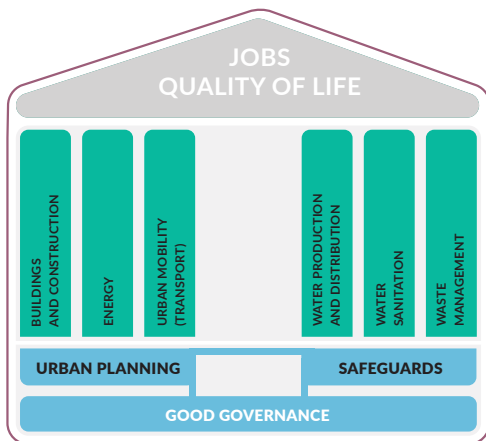 JOBS
QUALITY OF LIFE
BUILDINGS
AND CONSTRUCTION
ENERGY
URBAN MOBILITY
(TRANSPORT)
WATER PRODUCTION
AND DISTRIBUTION
WATER
SANITATION
WASTE
MANAGEMENT
URBAN PLANNING
SAFEGUARDS
GOOD GOVERNANCE